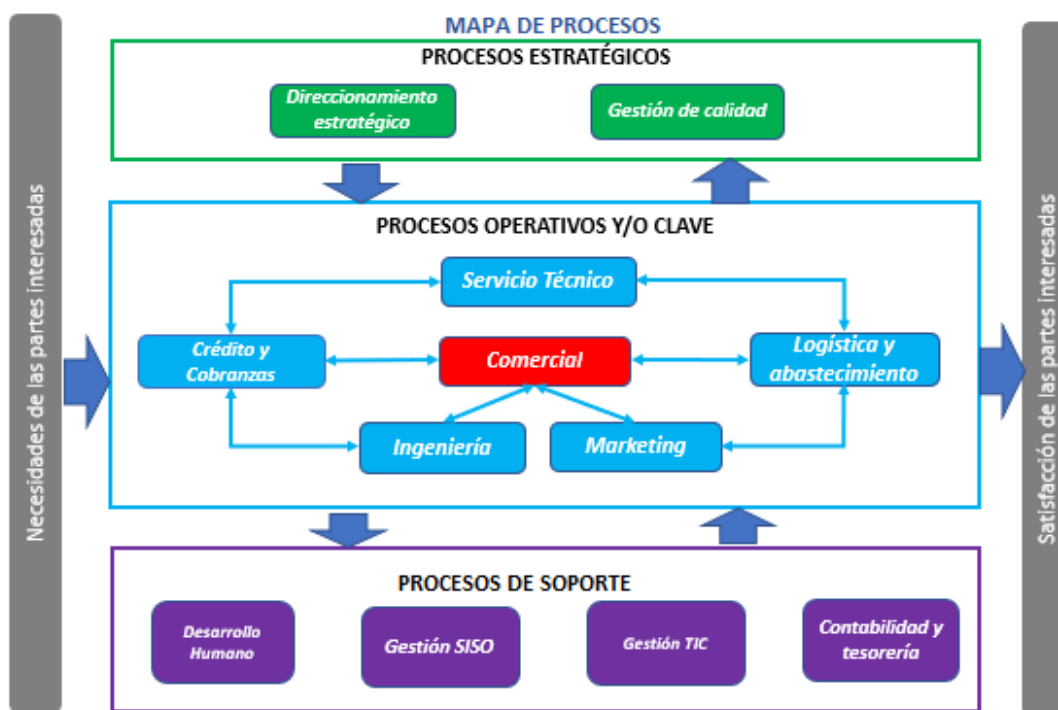 MAPA DE PROCESOS
PROCESOS ESTRATÉGICOS
Direccionamiento
estratégico
Gestión de calidad
Necesidades de las partes interesadas
PROCESOS OPERATIVOS Y/O CLAVE
Servicio Técnico
Crédito y
Cobranzas
Comercial
Logística y
abastecimiento
Ingeniería
Marketing
Satisfacción de las partes interesadas
PROCESOS DE SOPORTE
Desarrollo
Humano
Gestión SISO
Gestión TIC
Contabilidad y
tesorería